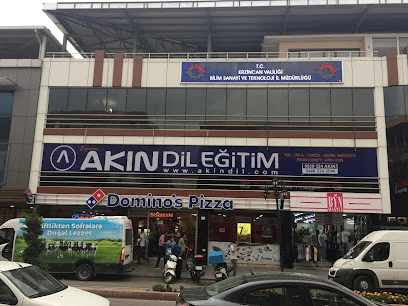 T.C.
ERZİNCAN VALİLİĞİ
BİLİM SANAYİ VE TEKNOLOJİ İL MÜDÜRLÜĞÜ
AKIN DİL EĞİTİM
www.akindil.com
Domino's Pizza
Çiftlikten Sofralara
Doğal Lezzet